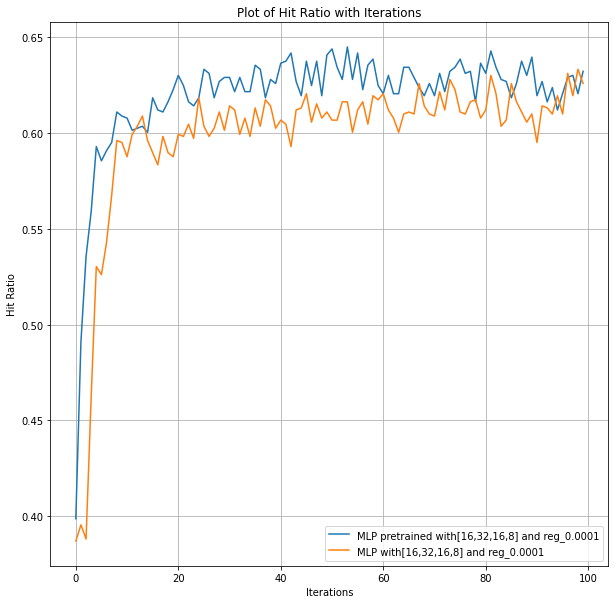 Plot of Hit Ratio with Iterations
0.65
0.60
0.55
0.50
0.45
0.40
Hit Ratio
MLP pretrained with[16,32,16,8] and reg_0.0001
MLP with[16,32,16,8] and reg_0.0001
0 20 40 60 80 100
Iterations